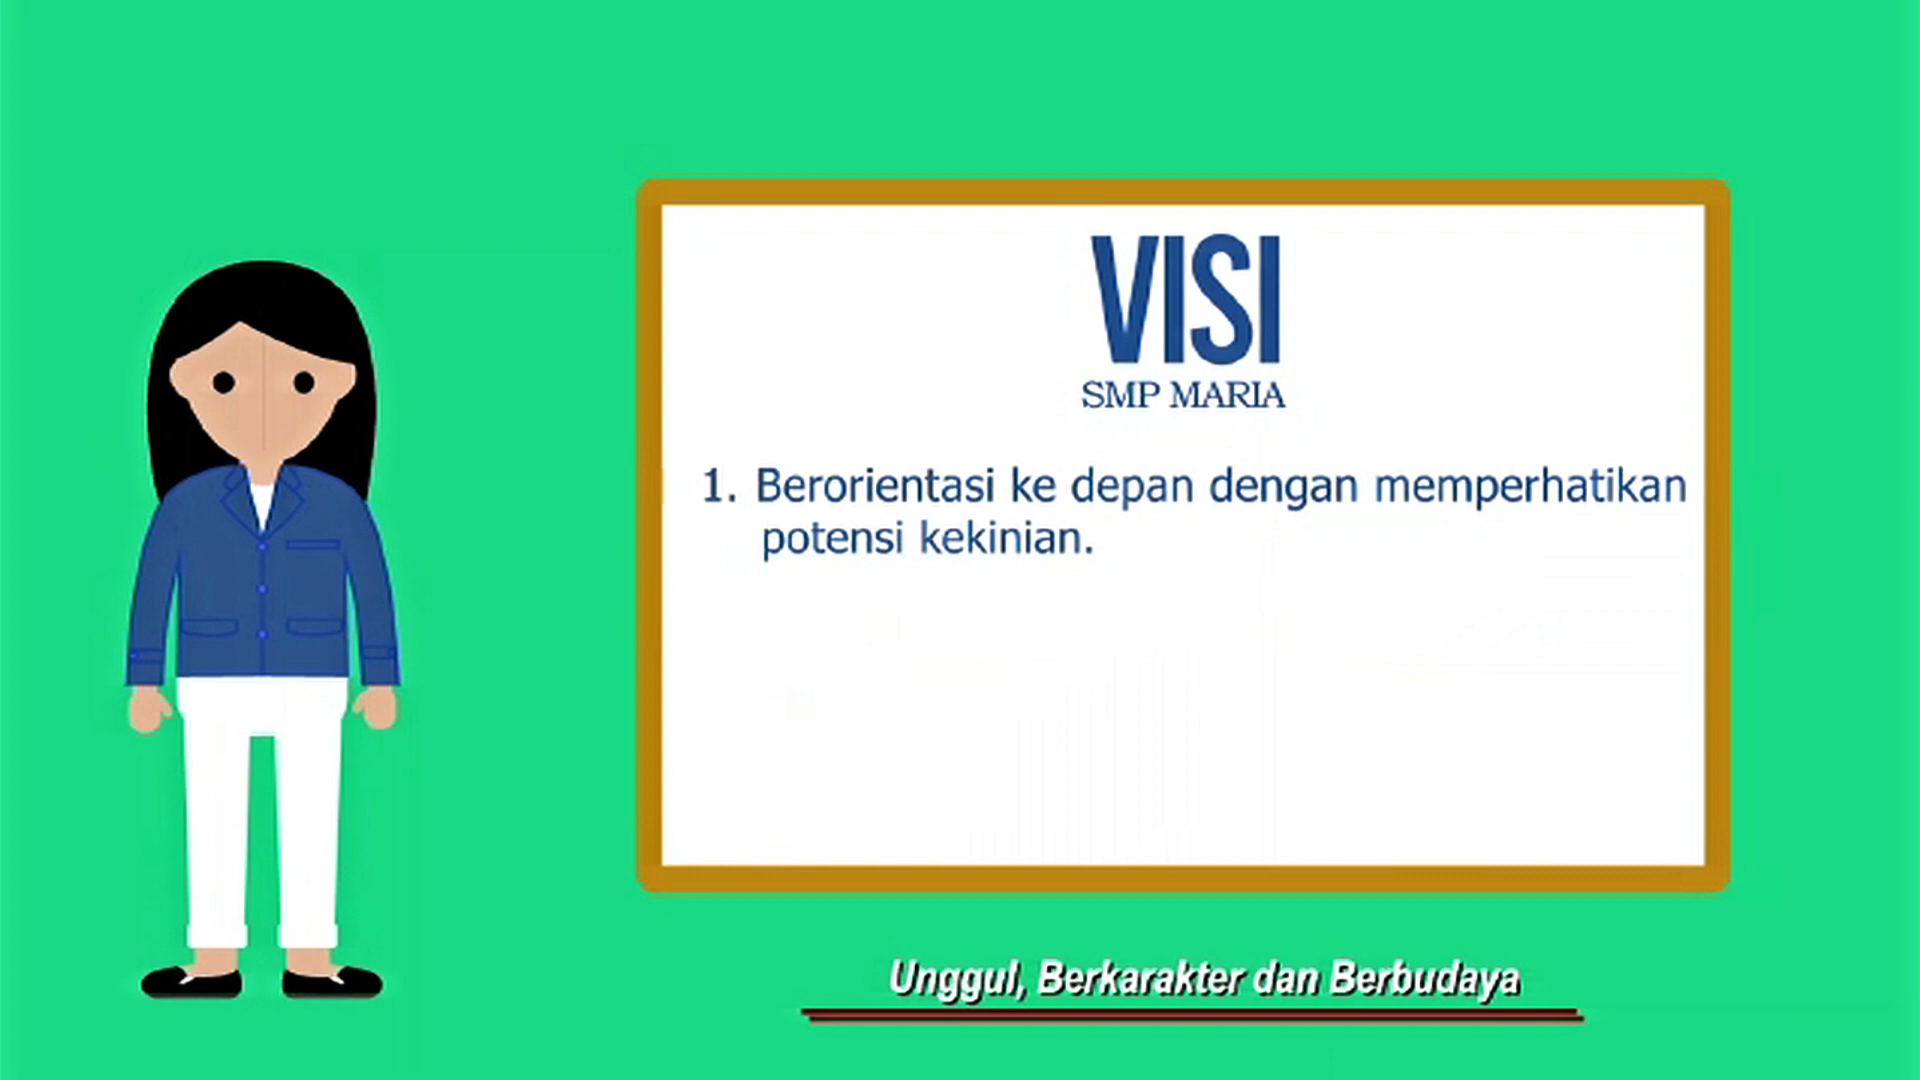 VISI
SMP MARIA
1. Berorientasi ke depan dengan memperhatikan
potensi kekinian.
Unggul, Berkarakter dan Berbudaya